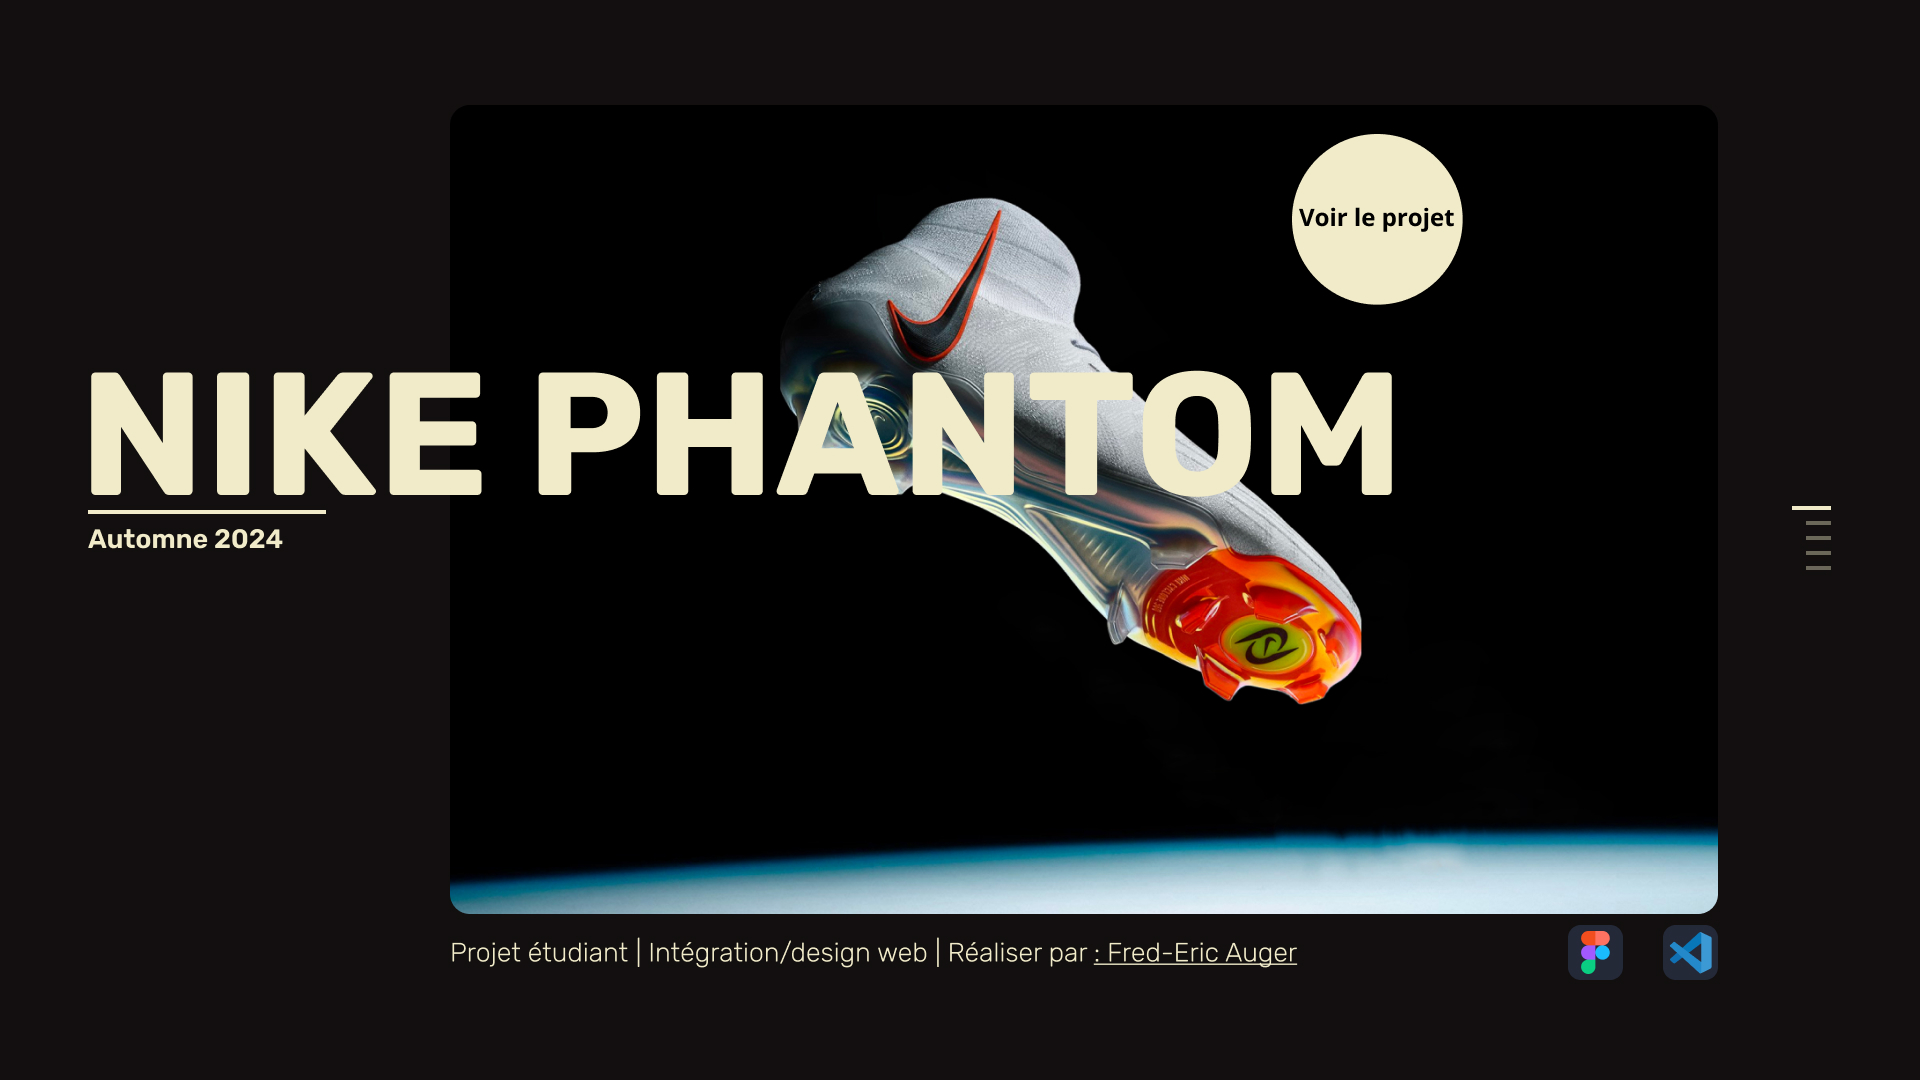 Voir le projet
NIKE PHANTOM
Automne 2024
Projet étudiant | Intégration/design web | Réaliser par : Fred-Eric Auger